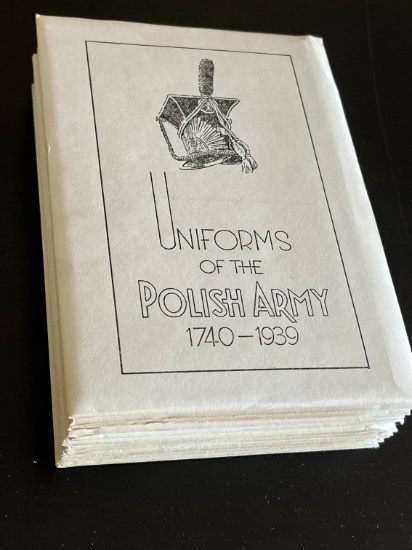 UNIFORMS
OF THE
POLISH ARMY
1740-1939